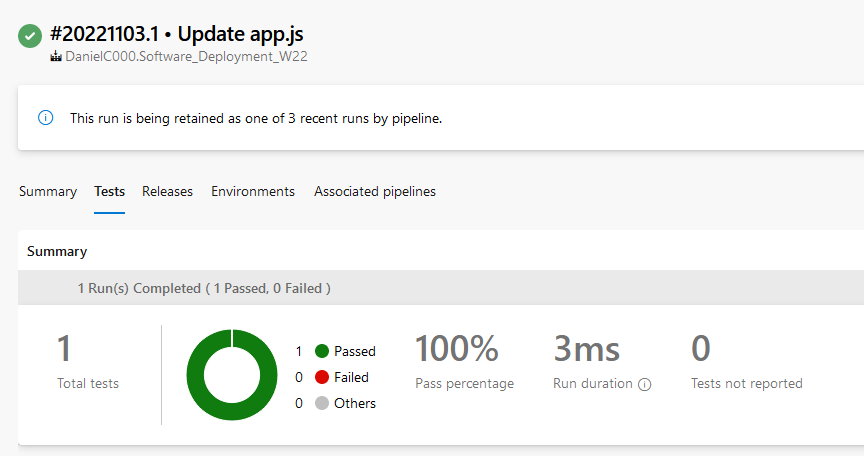 #20221103.1 • Update app.js
DanielC000.Software_Deployment_W22
This run is being retained as one of 3 recent runs by pipeline.
Summary Tests Releases Environments Associated pipelines
Summary
1 Run(s) Completed ( 1 Passed, 0 Failed )
1
Total tests
1 Passed
0 Failed
0 Others
100%
Pass percentage
3ms
Run duration
0
Tests not reported